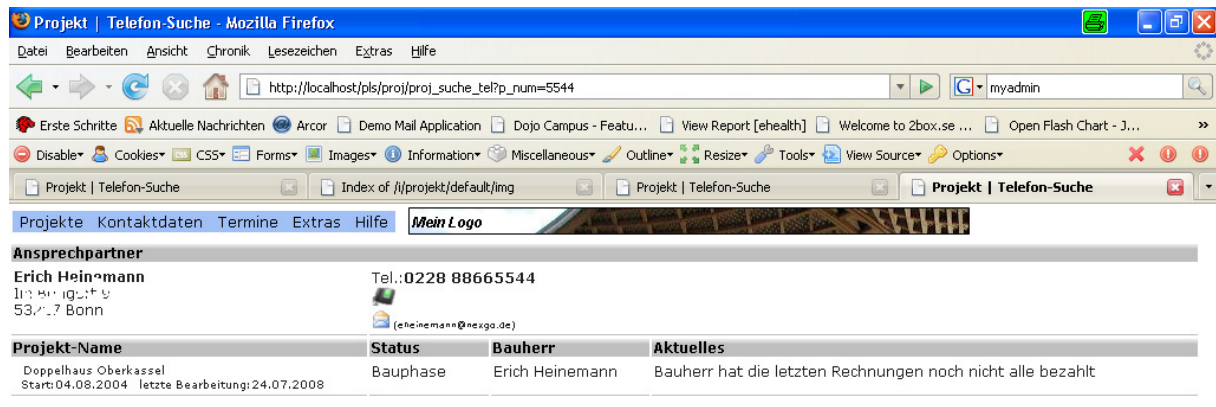 Projekt | Telefon-Suche - Mozilla Firefox
Datei Bearbeiten Ansicht Chronik Lesezeichen Extras Hilfe
http://localhost/pls/proj/proj_suche_tel?p_num=5544 G myadmin
Erste Schritte Aktuelle Nachrichten Arcor Demo Mail Application Dojo Campus - Featu... View Report [ehealth] Welcome to 2box.se ... Open Flash Chart - J... »
Disable Cookies CSS Forms Images Information Miscellaneous Outline Resize Tools View Source Options
Projekt | Telefon-Suche Index of /i/projekt/default/img Projekt | Telefon-Suche Projekt | Telefon-Suche
Projekte Kontaktdaten Termine Extras Hilfe Mein Logo
Ansprechpartner
Erich Heinemann Tel.:0228 88665544
Bonn
(eheinemann@nexgo.de)
Projekt-Name Status Bauherr Aktuelles
Doppelhaus Oberkassel Bauphase Erich Heinemann Bauherr hat die letzten Rechnungen noch nicht alle bezahlt
Start:04.08.2004 letzte Bearbeitung:24.07.2008